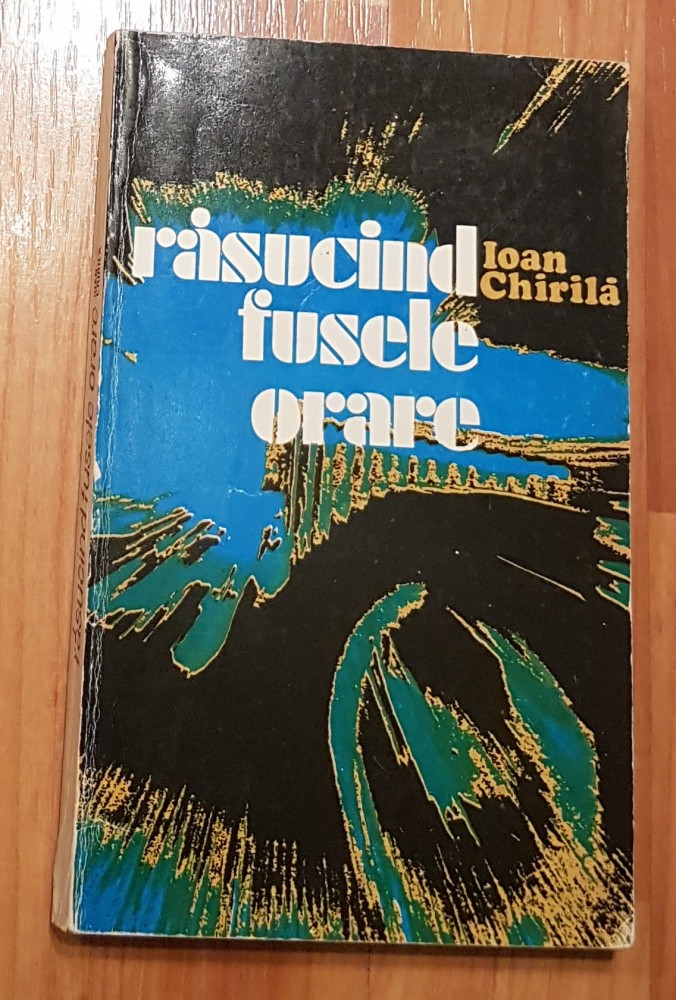 răsucind
fusele
orare
Ioan
Chirilă
răsucind fusele orare